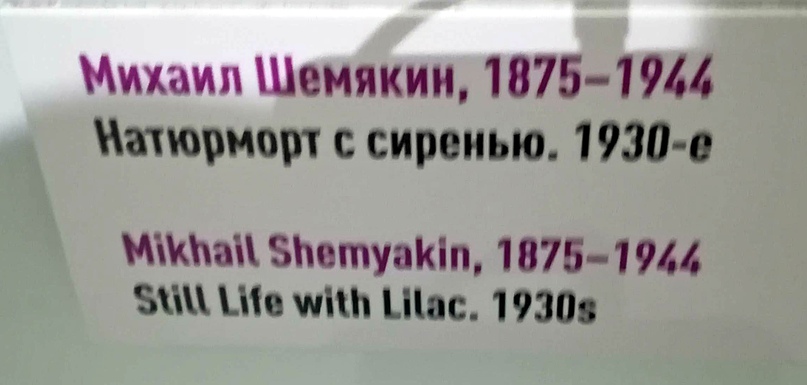 Михаил Шемякин, 1875–1944
Натюрморт с сиренью. 1930-е
Mikhail Shemyakin, 1875–1944
Still Life with Lilac. 1930s